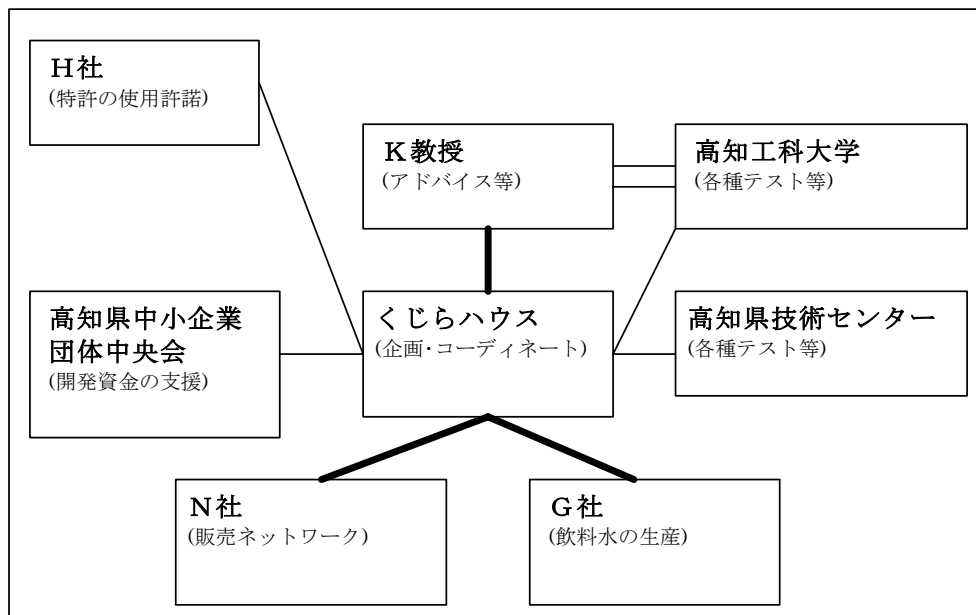 H社
(特許の使用許諾)
K教授
(アドバイス等)
高知工科大学
(各種テスト等)
高知県中小企業
団体中央会
(開発資金の支援)
くじらハウス
(企画・コーディネート)
高知県技術センター
(各種テスト等)
N社
(販売ネットワーク)
G社
(飲料水の生産)